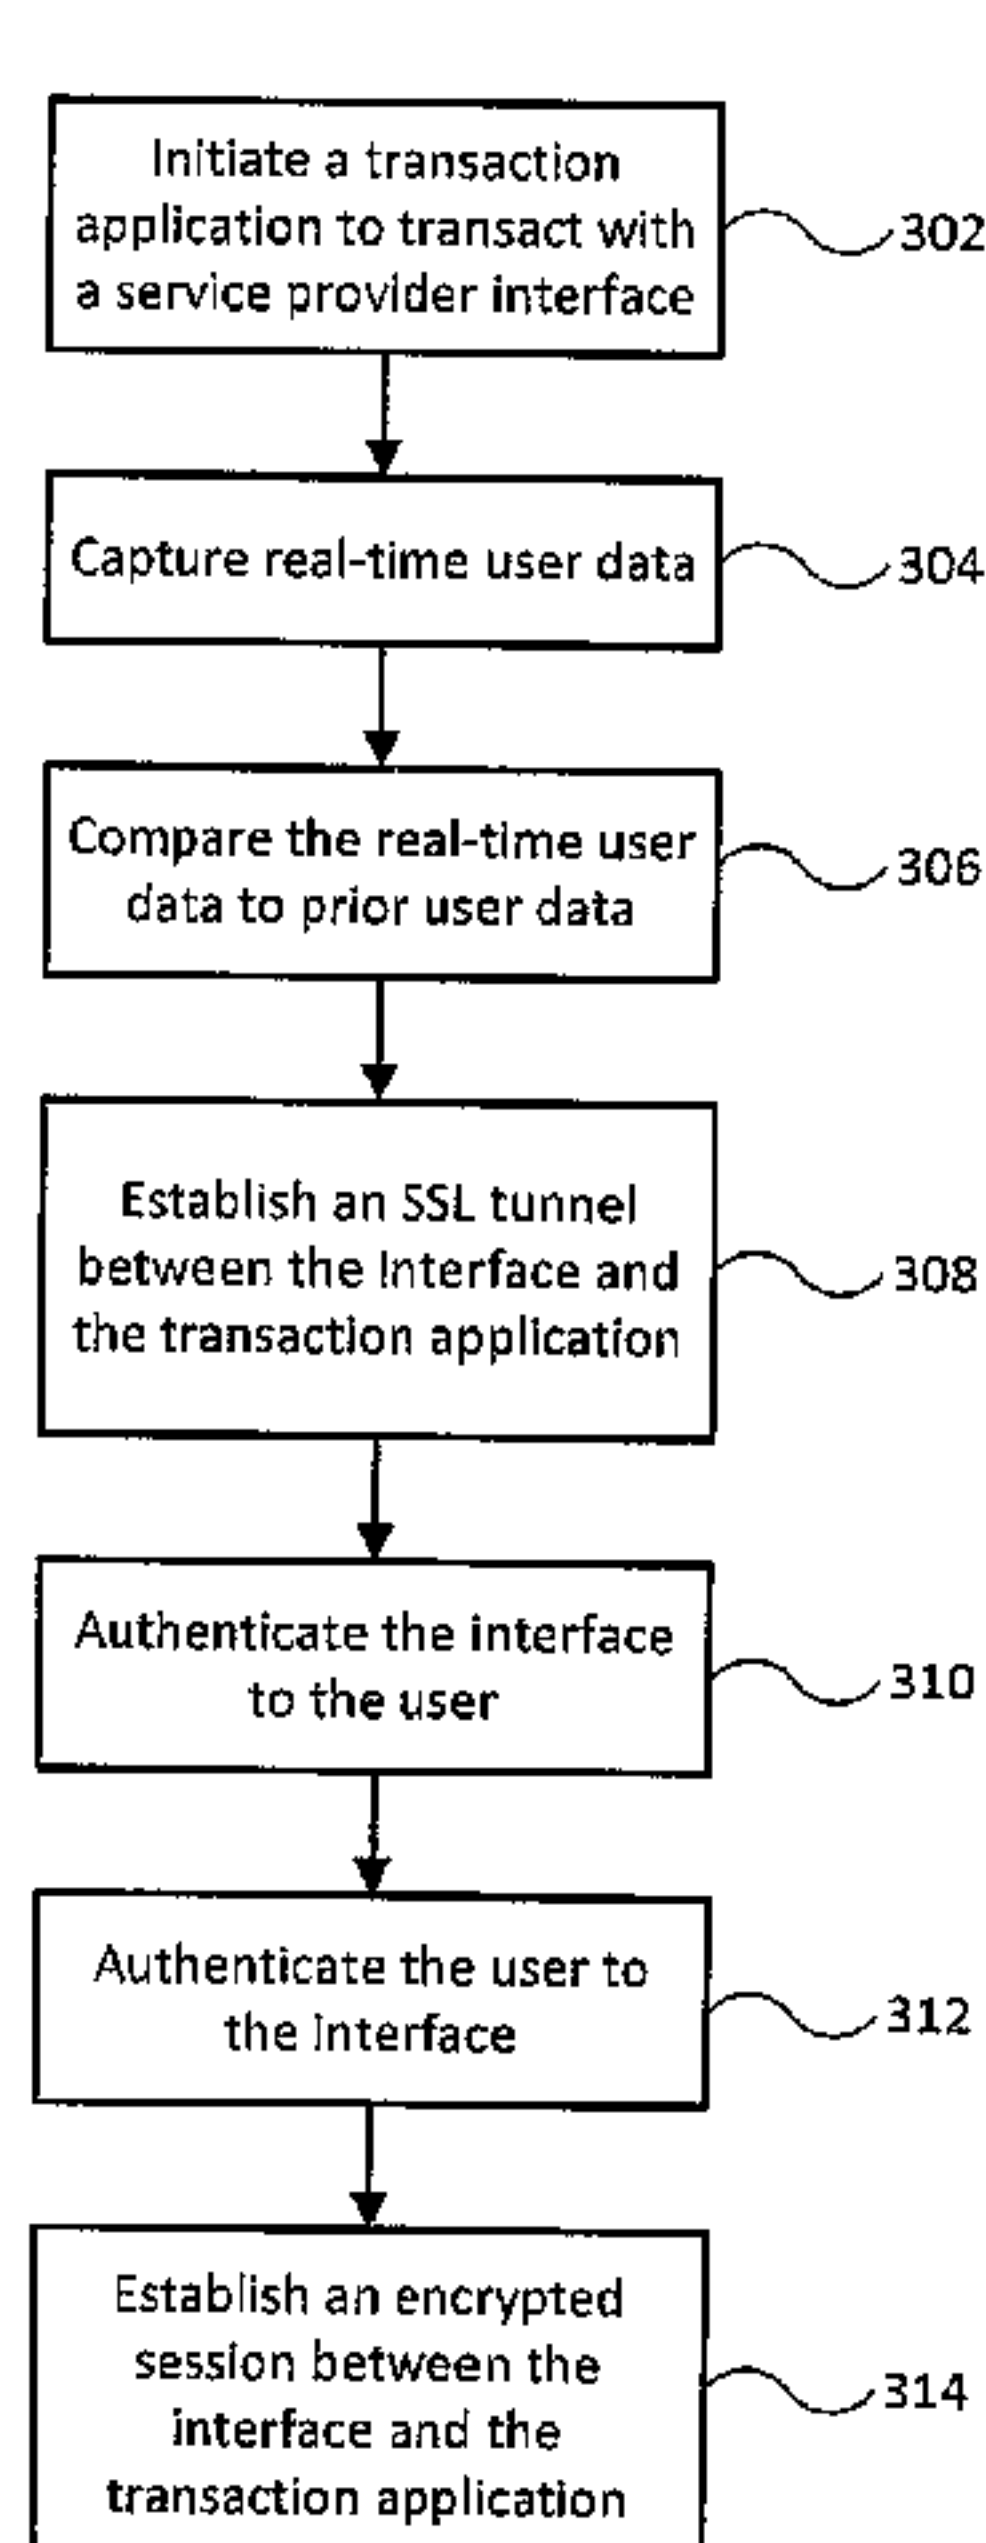 Initiate a transaction
application to transact with
a service provider interface
302
Capture real-time user data
304
Compare the real-time user
data to prior user data
306
Establish an SSL tunnel
between the Interface and
the transaction application
308
Authenticate the interface
to the user
310
Authenticate the user to
the Interface
312
Establish an encrypted
session between the
interface and the
transaction application
314